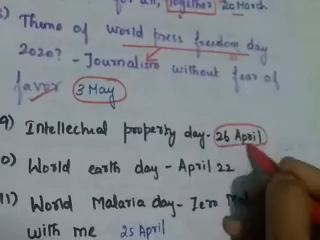 for all, together 20 March
Theme of world press freedom day
2020? - Journalism without fear of
favor 3 May
9) Intellectual property day - 26 April
0) World earth day - April 22
11) World Malaria day - Zero Mal
with me 25 April